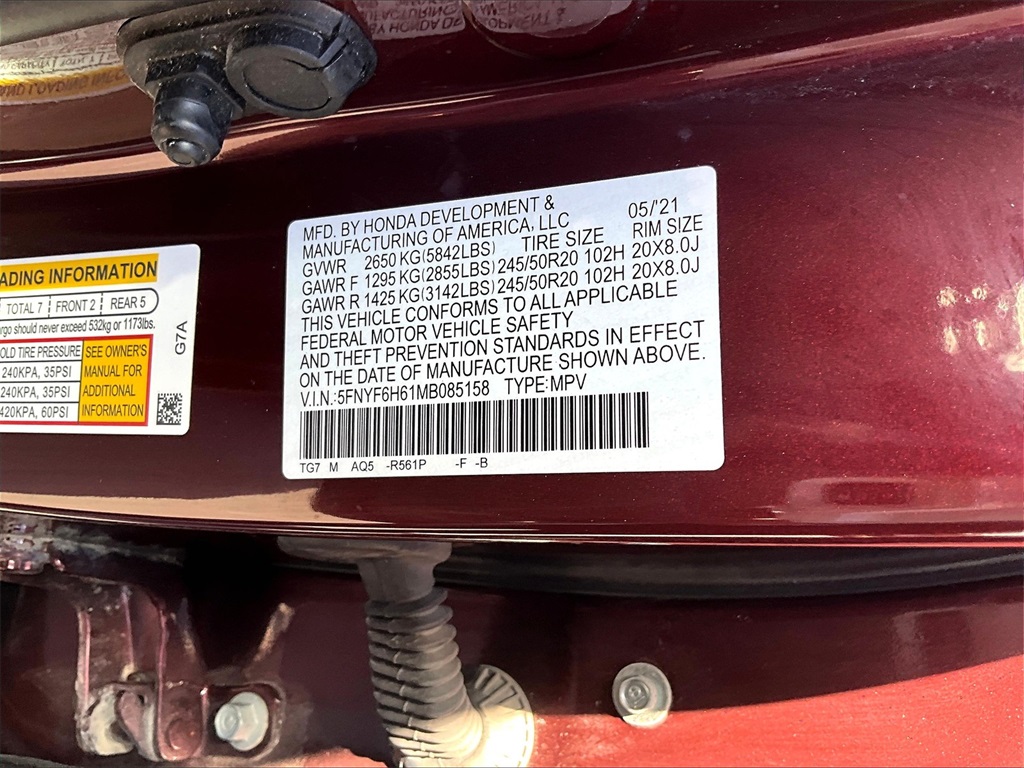 MFD. BY HONDA DEVELOPMENT &
MANUFACTURING OF AMERICA, LLC 05/'21
GVWR 2650 KG(5842LBS) TIRE SIZE RIM SIZE
GAWR F 1295 KG(2855LBS) 245/50R20 102H 20X8.0J
GAWR R 1425 KG(3142LBS) 245/50R20 102H 20X8.0J
THIS VEHICLE CONFORMS TO ALL APPLICABLE
FEDERAL MOTOR VEHICLE SAFETY
AND THEFT PREVENTION STANDARDS IN EFFECT
ON THE DATE OF MANUFACTURE SHOWN ABOVE.
V.I.N.:5FNYF6H61MB085158 TYPE:MPV
TG7 M AQ5 -R561P -F -B
INFORMATION
TOTAL 7 FRONT 2 REAR 5
should never exceed 532kg or 1173lbs.
TIRE PRESSURE
240KPA, 35PSI
240KPA, 35PSI
420KPA, 60PSI
SEE OWNER'S
MANUAL FOR
ADDITIONAL
INFORMATION
G7A